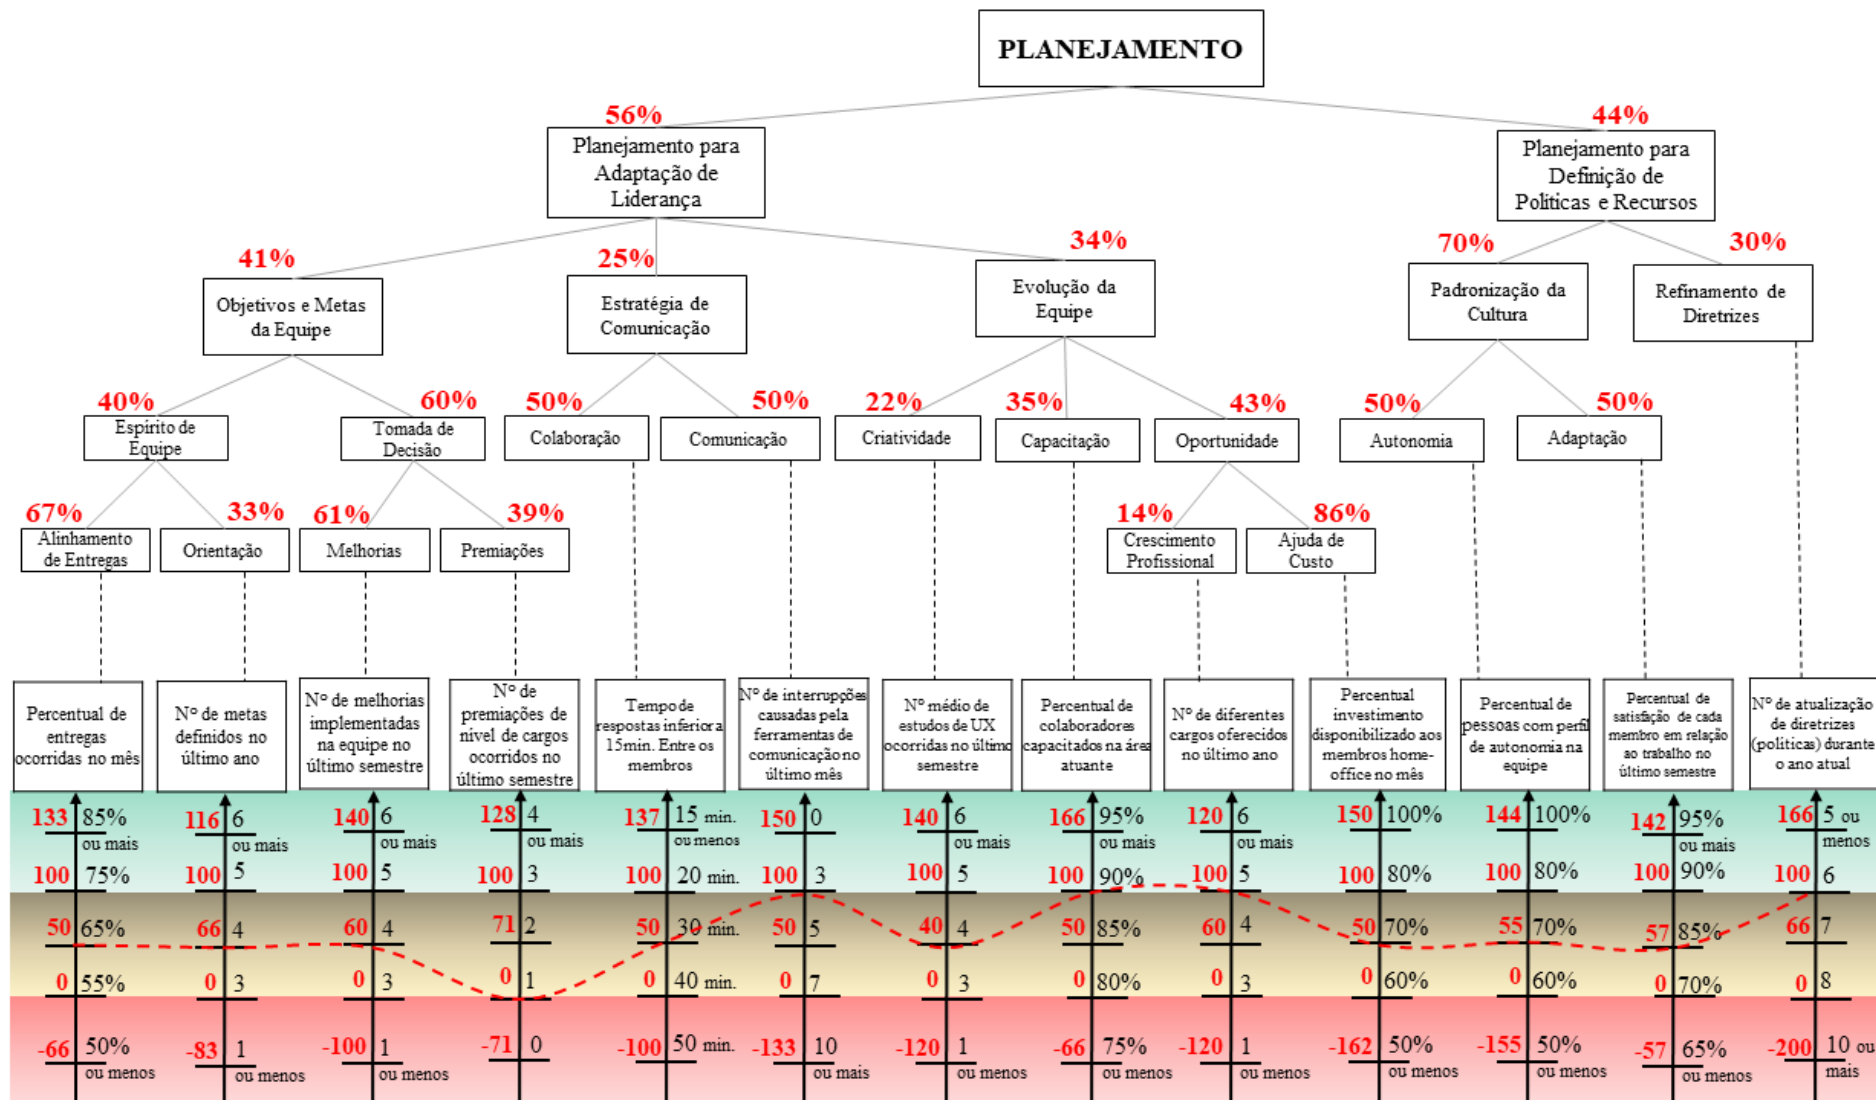 PLANEJAMENTO
56%
44%
Planejamento para
Adaptação de
Liderança
Planejamento para
Definição de
Políticas e Recursos
41%
25%
34%
70%
30%
Objetivos e Metas
da Equipe
Estratégia de
Comunicação
Evolução da
Equipe
Padronização da
Cultura
Refinamento de
Diretrizes
40%
60%
50%
50%
22%
35%
43%
50%
50%
Espírito de
Equipe
Tomada de
Decisão
Colaboração
Comunicação
Criatividade
Capacitação
Oportunidade
Autonomia
Adaptação
67%
33%
61%
39%
14%
86%
Alinhamento
de Entregas
Orientação
Melhorias
Premiações
Crescimento
Profissional
Ajuda de
Custo
Percentual de
entregas
ocorridas no mês
Nº de metas
definidos no
último ano
Nº de melhorias
implementadas
na equipe no
último semestre
Nº de
premiações de
nível de cargos
ocorridos no
último semestre
Tempo de
respostas inferior a
15min. Entre os
membros
Nº de interrupções
causadas pela
ferramentas de
comunicação no
último mês
Nº médio de
estudos de UX
ocorridas no último
semestre
Percentual de
colaboradores
capacitados na área
atuante
Nº de diferentes
cargos oferecidos
no último ano
Percentual
investimento
disponibilizado aos
membros home-
office no mês
Percentual de
pessoas com perfil
de autonomia na
equipe
Percentual de
satisfação de cada
membro em relação
ao trabalho no
último semestre
Nº de atualização
de diretrizes
(políticas) durante
o ano atual
133 85%
ou mais
116 6
ou mais
140 6
ou mais
128 4
ou mais
137 15 min.
ou menos
150 0
140 6
ou mais
166 95%
ou mais
120 6
ou mais
150 100%
144 100%
142 95%
ou mais
166 5 ou
menos
100 75%
100 5
100 5
100 3
100 20 min.
100 3
100 5
100 90%
100 5
100 80%
100 80%
100 90%
100 6
50 65%
66 4
60 4
71 2
50 30 min.
50 5
40 4
50 85%
60 4
50 70%
55 70%
57 85%
66 7
0 55%
0 3
0 3
0 1
0 40 min.
0 7
0 3
0 80%
0 3
0 60%
0 60%
0 70%
0 8
-66 50%
ou menos
-83 1
ou menos
-100 1
ou menos
-71 0
-100 50 min.
-133 10
ou mais
-120 1
ou menos
-66 75%
ou menos
-120 1
ou menos
-162 50%
ou menos
-155 50%
ou menos
-57 65%
ou menos
-200 10 ou
mais